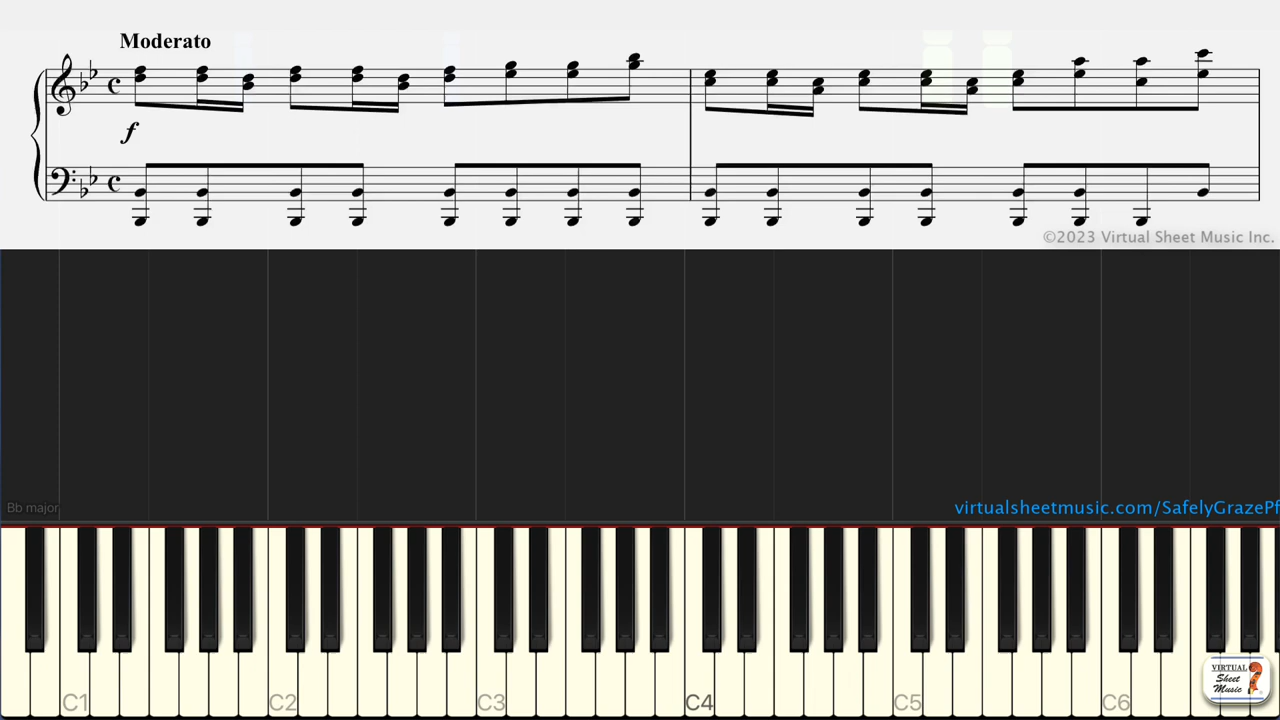 Moderato
f
©2023 Virtual Sheet Music Inc.
Bb major
virtualsheetmusic.com/SafelyGrazePf
C1 C2 C3 C4 C5 C6
VIRTUAL
Sheet
Music